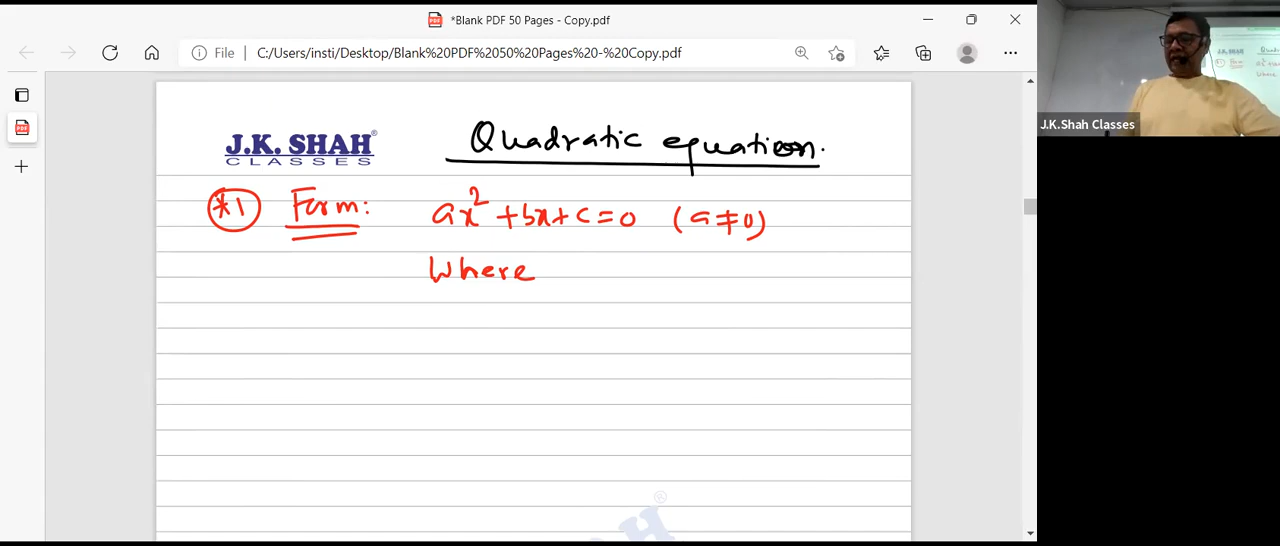 *Blank PDF 50 Pages - Copy.pdf
File C:/Users/insti/Desktop/Blank%20PDF%2050%20Pages%20-%20Copy.pdf
J.K.Shah Classes
J.K. SHAH®
CLASSES
Quadratic equation.
*1 Form: ax² + bx + c = 0 (a ≠ 0)
Where